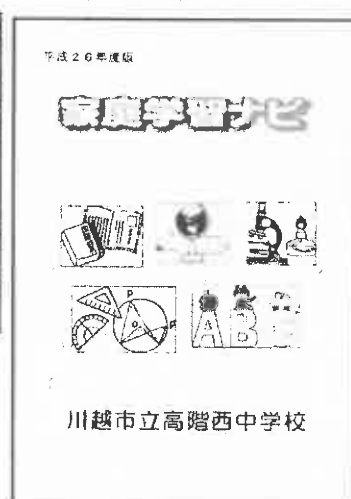 平成26年度版
家庭学習ナビ
P
A B C
川越市立高階西中学校